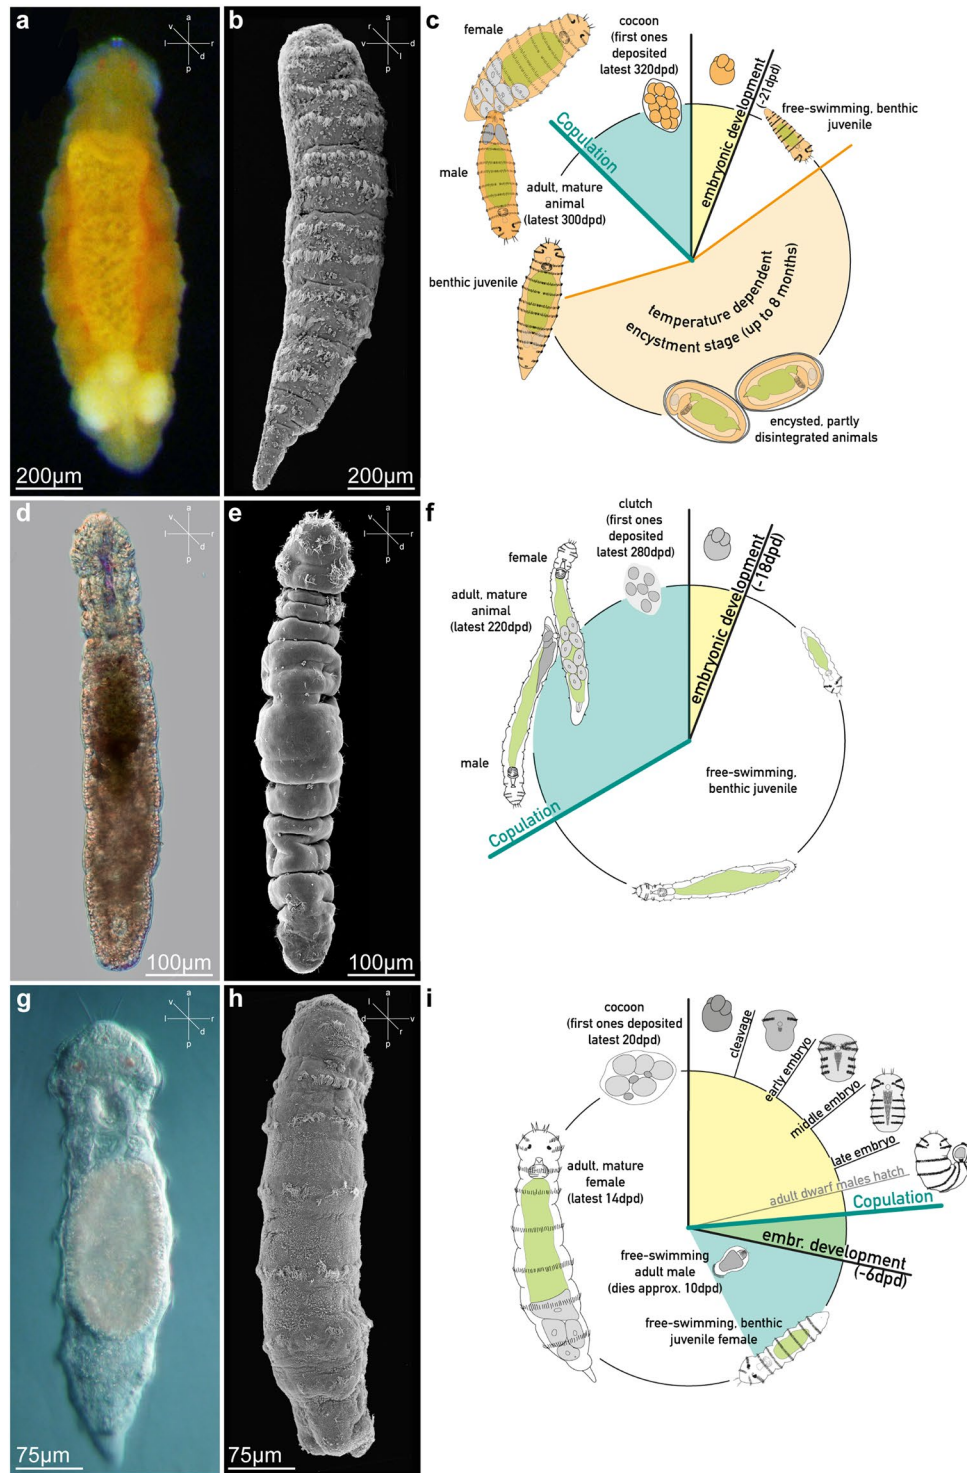 a
a
v
r
l
d
p
200µm
b
a
v
d
r
l
p
200µm
c
female
cocoon
(first ones
deposited
latest 320dpd)
embryonic development
(-21dpd)
free-swimming, benthic
juvenile
Copulation
male
adult, mature
animal
(latest 300dpd)
benthic juvenile
temperature dependent
encystment stage (up to 8 months)
encysted, partly
disintegrated animals
d
a
v
r
l
d
p
100µm
e
a
v
r
l
d
p
100µm
f
clutch
(first ones
deposited
latest 280dpd)
female
adult, mature
animal
(latest 220dpd)
embryonic development
(-18dpd)
male
Copulation
free-swimming,
benthic juvenile
g
a
v
r
l
d
p
75µm
h
a
l
v
d
r
p
75µm
i
cocoon
(first ones deposited
latest 20dpd)
cleavage
early embryo
middle embryo
late embryo
adult dwarf males hatch
Copulation
embr. development
(-6dpd)
adult, mature
female
(latest 14dpd)
free-swimming
adult male
(dies approx. 10dpd)
free-swimming, benthic
juvenile female